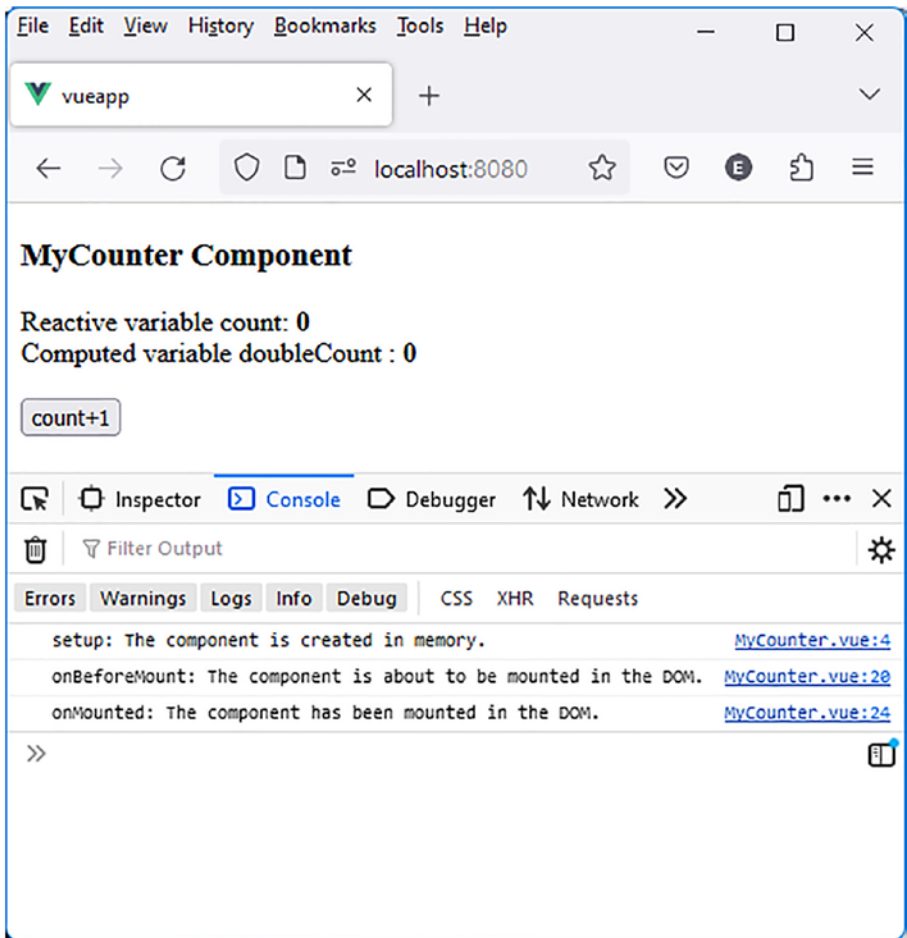 File Edit View History Bookmarks Tools Help
vueapp
localhost:8080
E
MyCounter Component
Reactive variable count: 0
Computed variable doubleCount : 0
count+1
Inspector Console Debugger Network
Filter Output
Errors Warnings Logs Info Debug CSS XHR Requests
setup: The component is created in memory. MyCounter.vue:4
onBeforeMount: The component is about to be mounted in the DOM. MyCounter.vue:20
onMounted: The component has been mounted in the DOM. MyCounter.vue:24